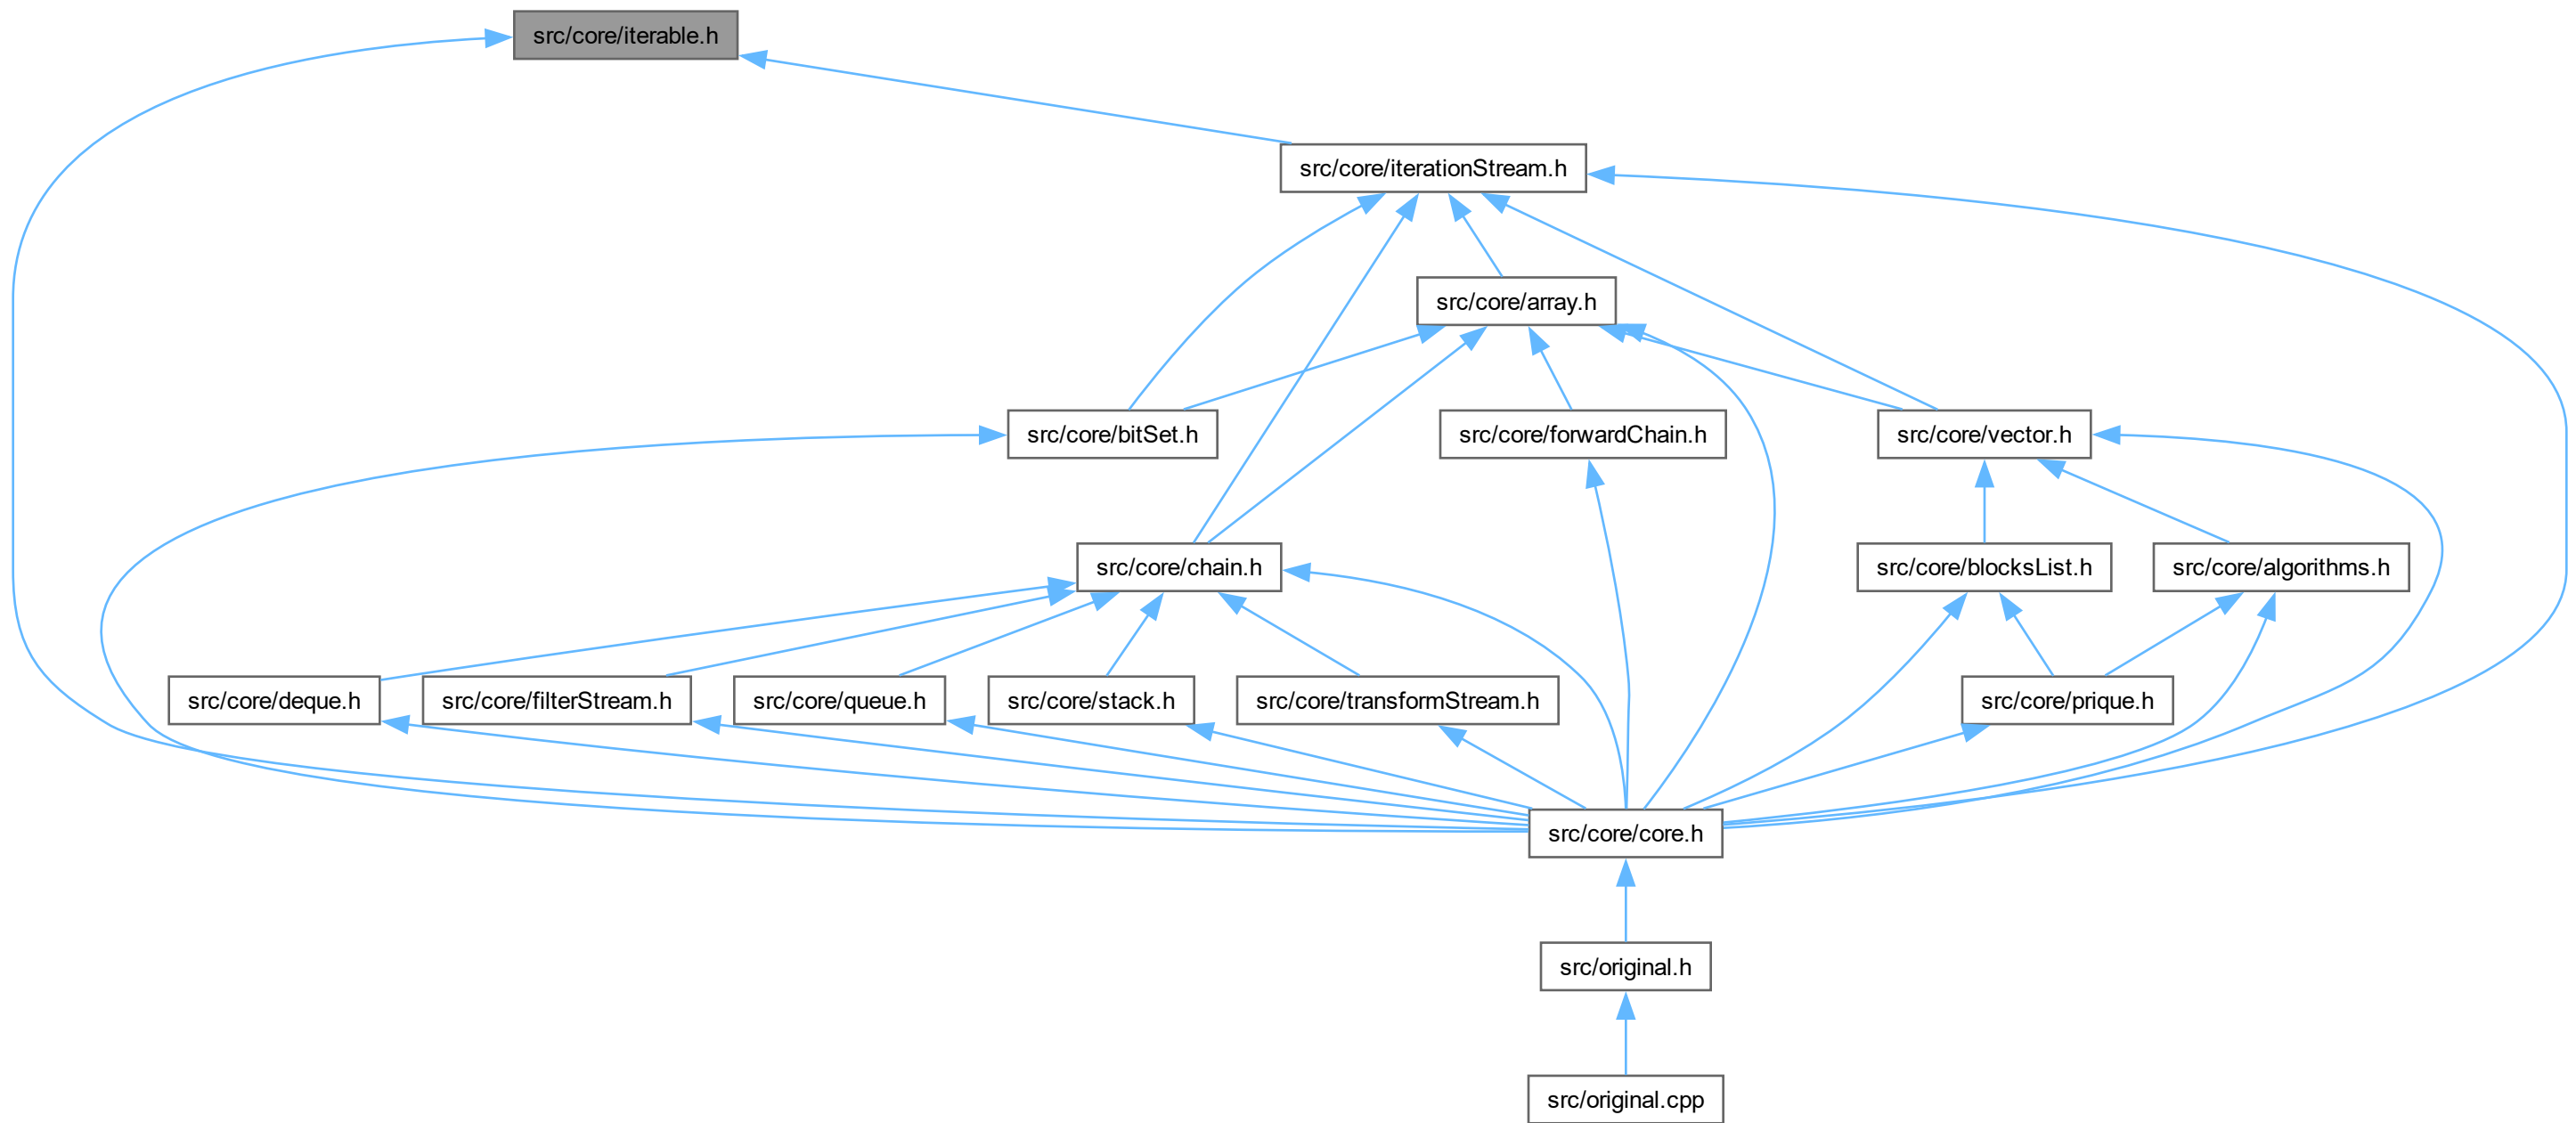 src/core/iterable.h
src/core/iterationStream.h
src/core/array.h
src/core/bitSet.h
src/core/forwardChain.h
src/core/vector.h
src/core/chain.h
src/core/blocksList.h
src/core/algorithms.h
src/core/deque.h
src/core/filterStream.h
src/core/queue.h
src/core/stack.h
src/core/transformStream.h
src/core/prique.h
src/core/core.h
src/original.h
src/original.cpp